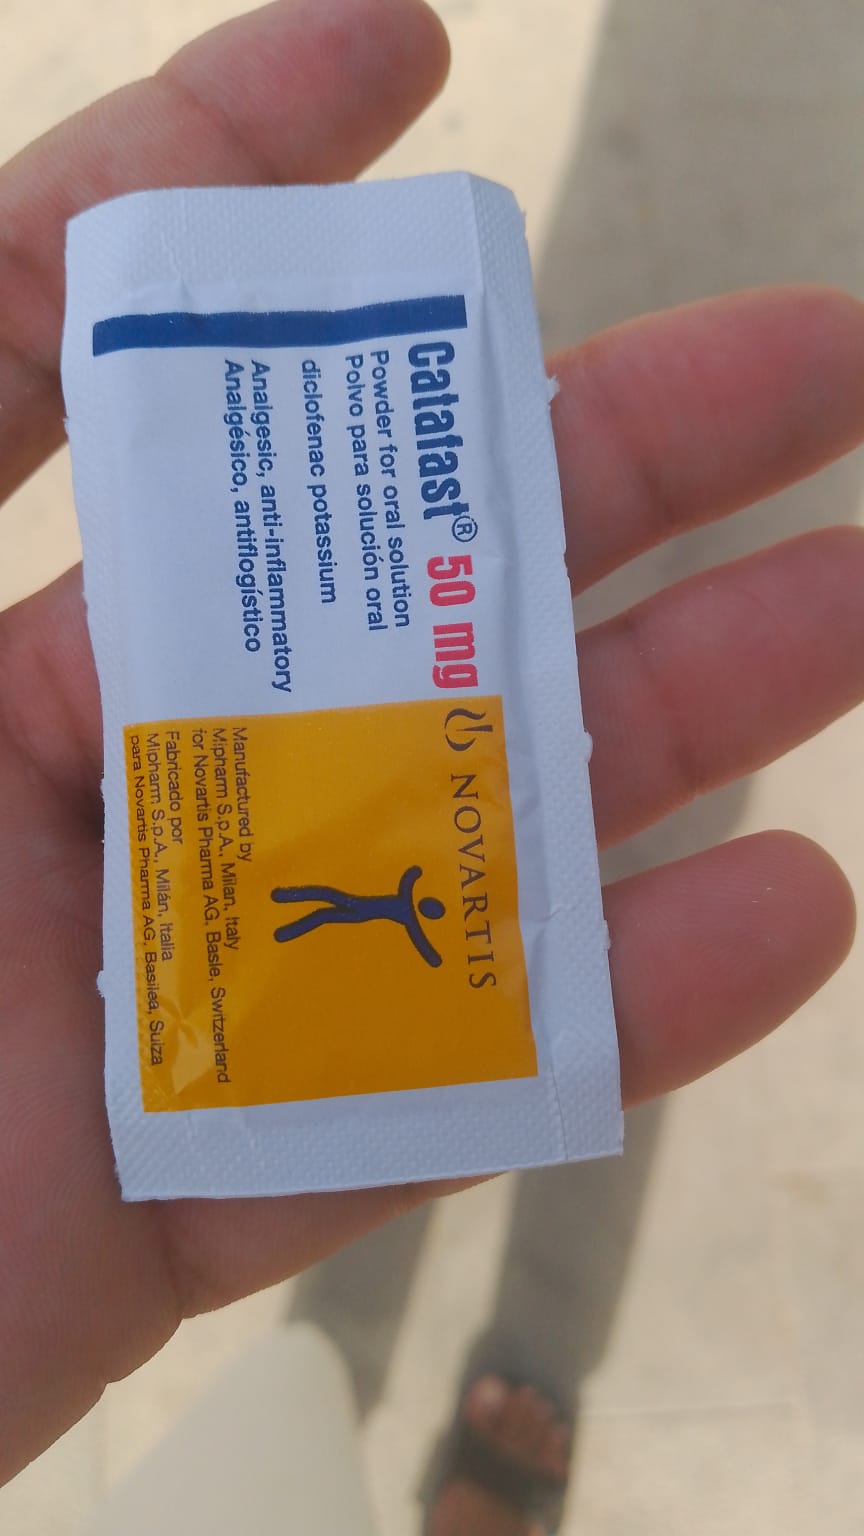 Catafast® 50 mg
Powder for oral solution
Polvo para solución oral
diclofenac potassium
Analgesic, anti-inflammatory
Analgésico, antiflogístico
NOVARTIS
Manufactured by
Mipharm S.p.A., Milan, Italy
for Novartis Pharma AG, Basle, Switzerland
Fabricado por
Mipharm S.p.A., Milán, Italia
para Novartis Pharma AG, Basilea, Suiza